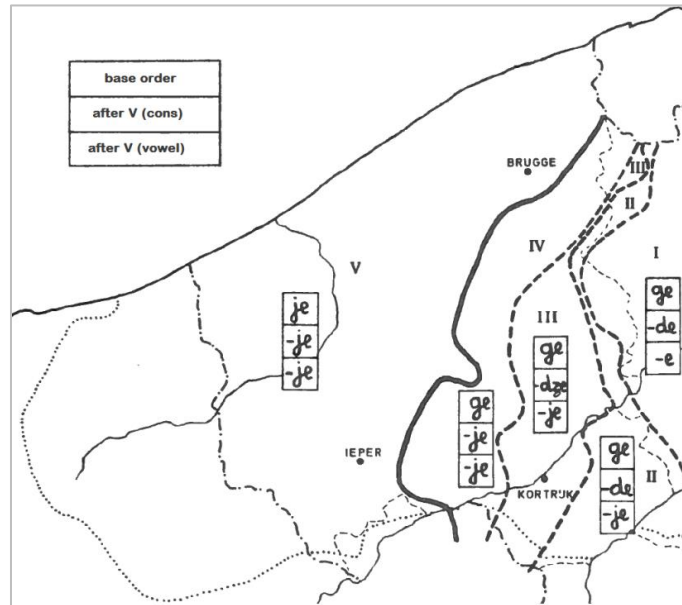 base order
after V (cons)
after V (vowel)
BRUGGE
III
II
IV
I
V
ge
-de
-e
je
-je
-je
III
ge
-dze
-je
ge
-je
-je
IEPER
KORTRIJK
ge
-de
-je
II